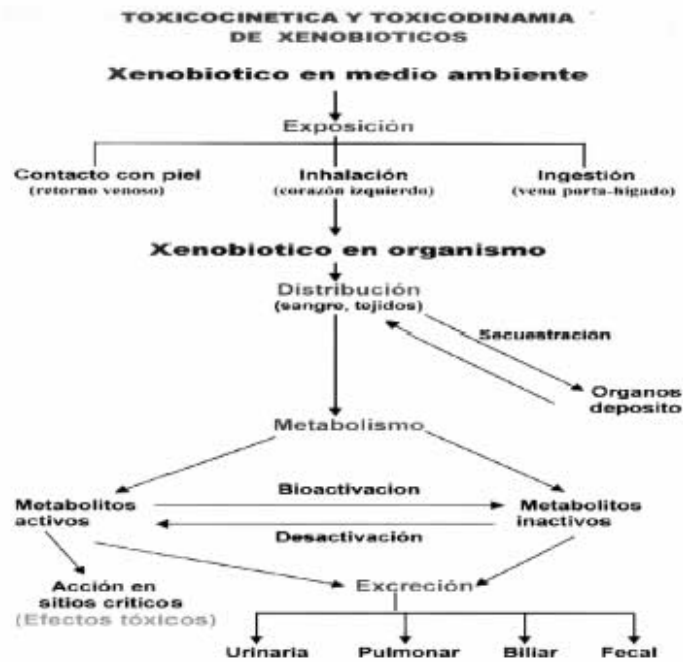 TOXICOCINETICA Y TOXICODINAMIA
DE XENOBIOTICOS
Xenobiotico en medio ambiente
Exposición
Contacto con piel
(retorno venoso)
Inhalación
(corazón izquierdo)
Ingestión
(vena porta-hígado)
Xenobiotico en organismo
Distribución
(sangre, tejidos)
Secuestración
Organos
deposito
Metabolismo
Metabolitos
activos
Bioactivacion
Desactivación
Metabolitos
inactivos
Acción en
sitios criticos
(Efectos tóxicos)
Excreción
Urinaria
Pulmonar
Biliar
Fecal